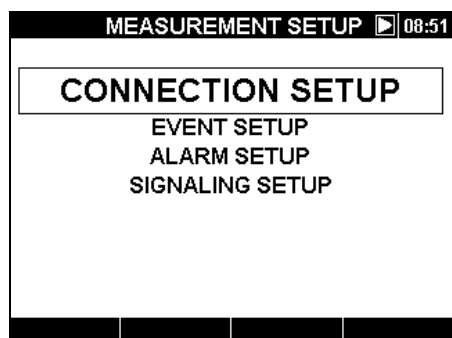 MEASUREMENT SETUP 08:51
CONNECTION SETUP
EVENT SETUP
ALARM SETUP
SIGNALING SETUP